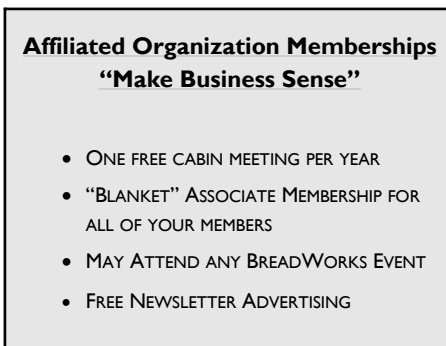 Affiliated Organization Memberships
“Make Business Sense”
• ONE FREE CABIN MEETING PER YEAR
• “BLANKET” ASSOCIATE MEMBERSHIP FOR
ALL OF YOUR MEMBERS
• MAY ATTEND ANY BREADWORKS EVENT
• FREE NEWSLETTER ADVERTISING